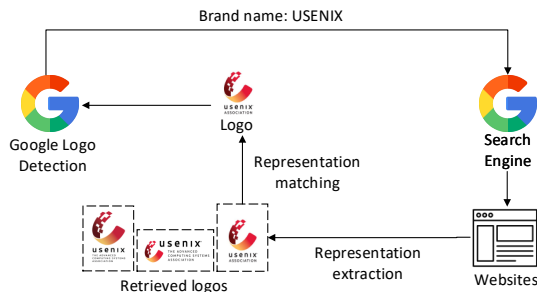 Brand name: USENIX
usenix
ASSOCIATION
Logo
Google Logo
Detection
Search
Engine
Representation
matching
usenix
THE ADVANCED
COMPUTING SYSTEMS
ASSOCIATION
usenix
THE ADVANCED
COMPUTING SYSTEMS
ASSOCIATION
usenix
ASSOCIATION
Representation
extraction
Retrieved logos
Websites